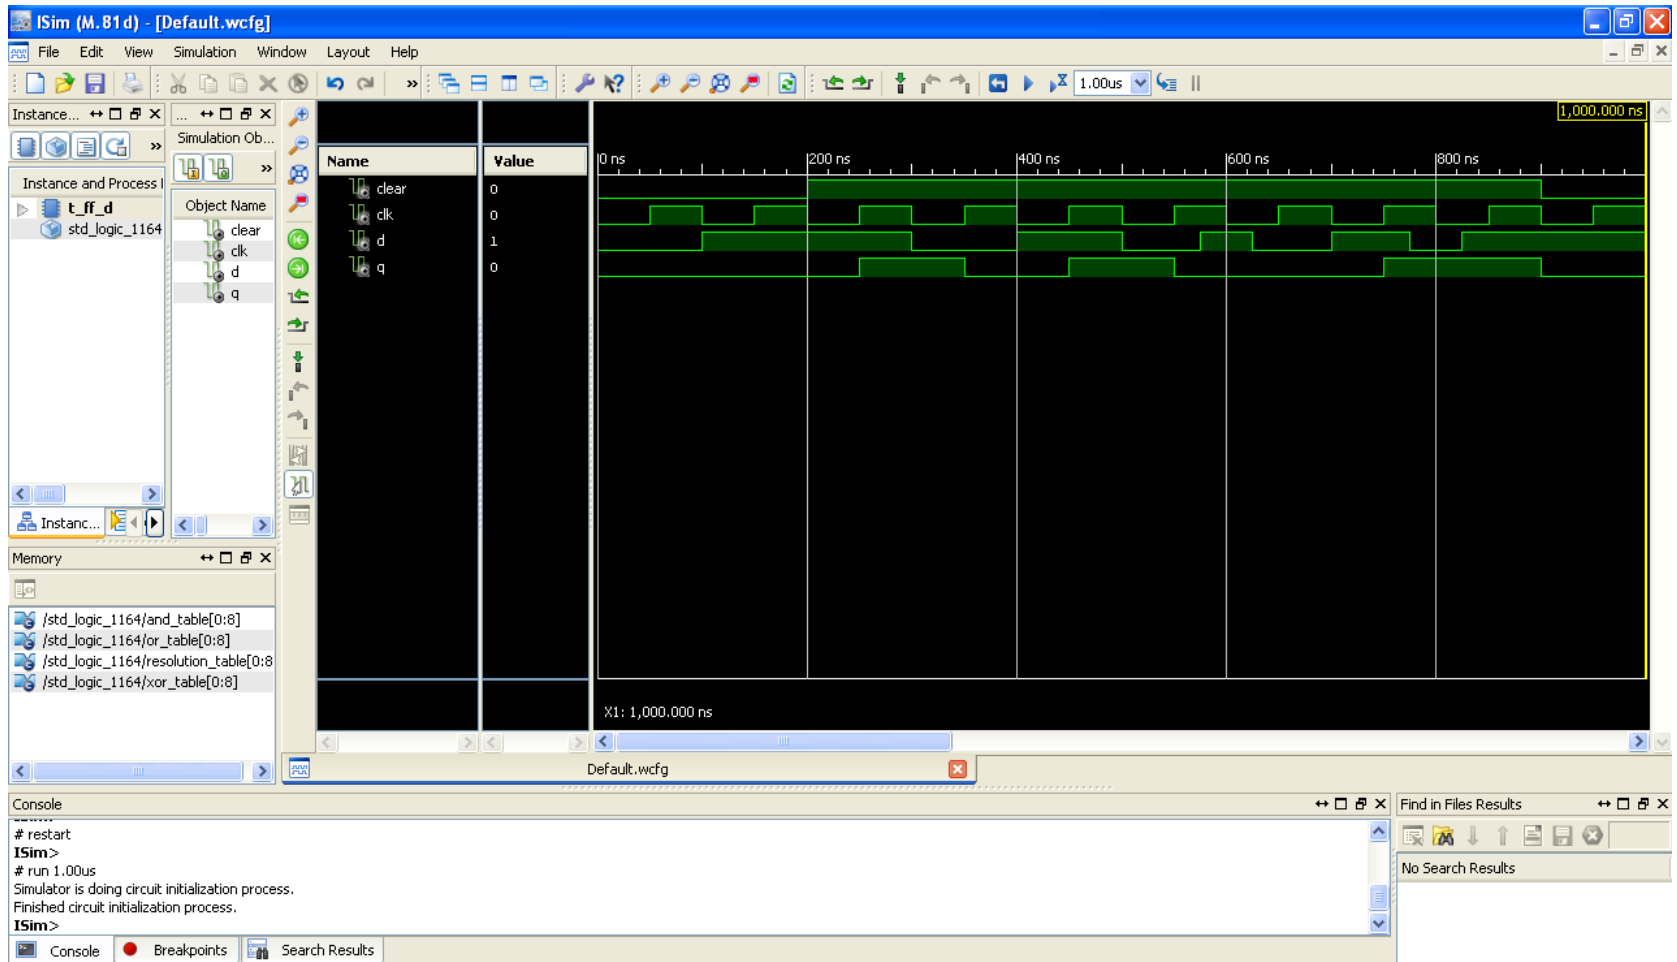 ISim (M.81d) - [Default.wcfg]
File Edit View Simulation Window Layout Help
» 1.00us
Instance... ...
Simulation Ob...
» »
Instance and Process
t_ff_d
std_logic_1164
Object Name
clear
clk
d
q
Instanc...
Memory
/std_logic_1164/and_table[0:8]
/std_logic_1164/or_table[0:8]
/std_logic_1164/resolution_table[0:8
/std_logic_1164/xor_table[0:8]
Name Value
clear 0
clk 0
d 1
q 0
1,000.000 ns
0 ns 200 ns 400 ns 600 ns 800 ns
X1: 1,000.000 ns
Default.wcfg
Console
# restart
ISim>
# run 1.00us
Simulator is doing circuit initialization process.
Finished circuit initialization process.
ISim>
Console Breakpoints Search Results
Find in Files Results
No Search Results